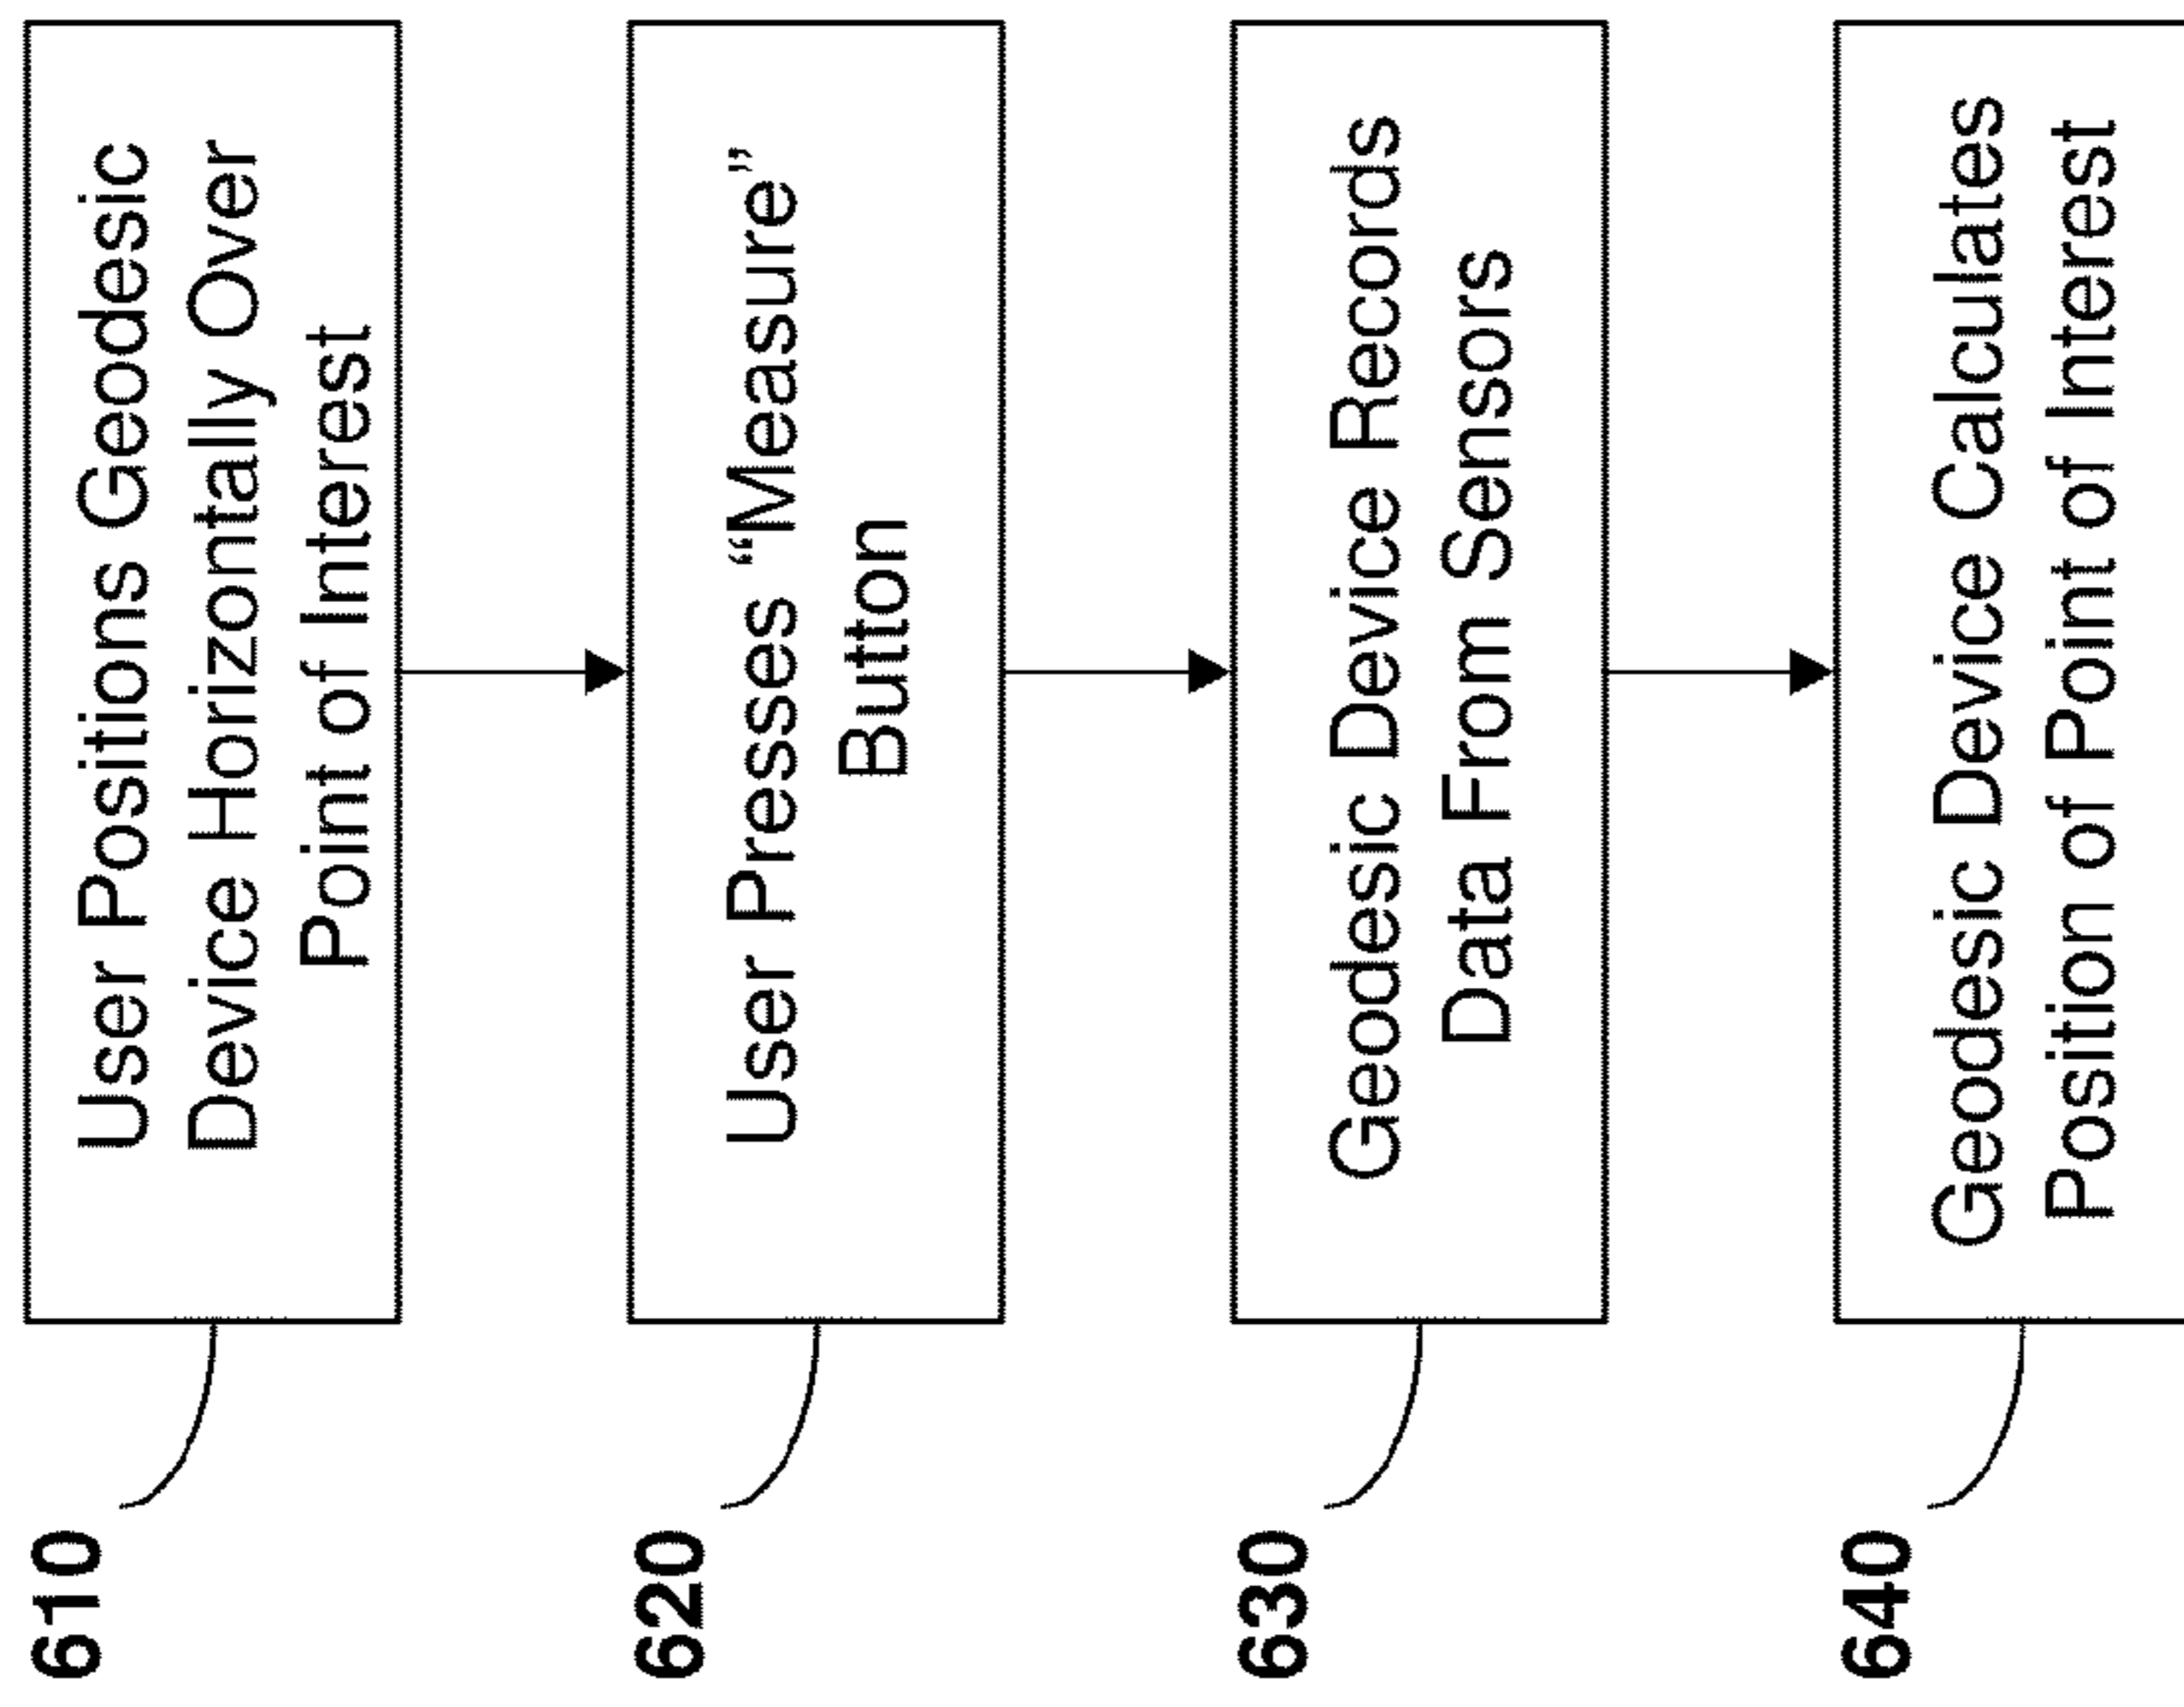 610
User Positions Geodesic
Device Horizontally Over
Point of Interest
620
User Presses “Measure”
Button
630
Geodesic Device Records
Data From Sensors
640
Geodesic Device Calculates
Position of Point of Interest